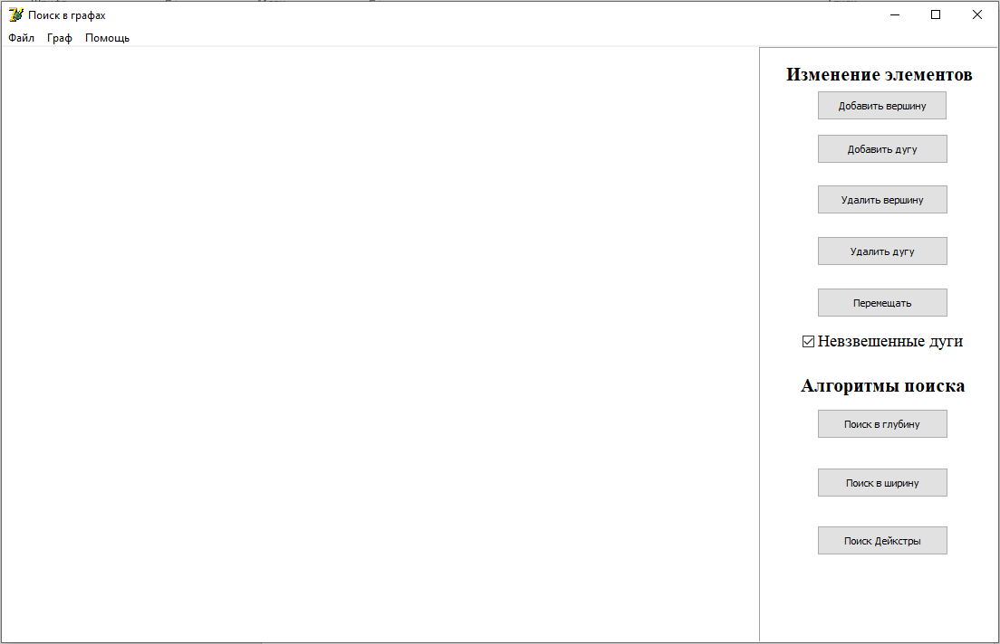 Поиск в графах
Файл Граф Помощь
Изменение элементов
Добавить вершину
Добавить дугу
Удалить вершину
Удалить дугу
Перемещать
Невзвешенные дуги
Алгоритмы поиска
Поиск в глубину
Поиск в ширину
Поиск Дейкстры